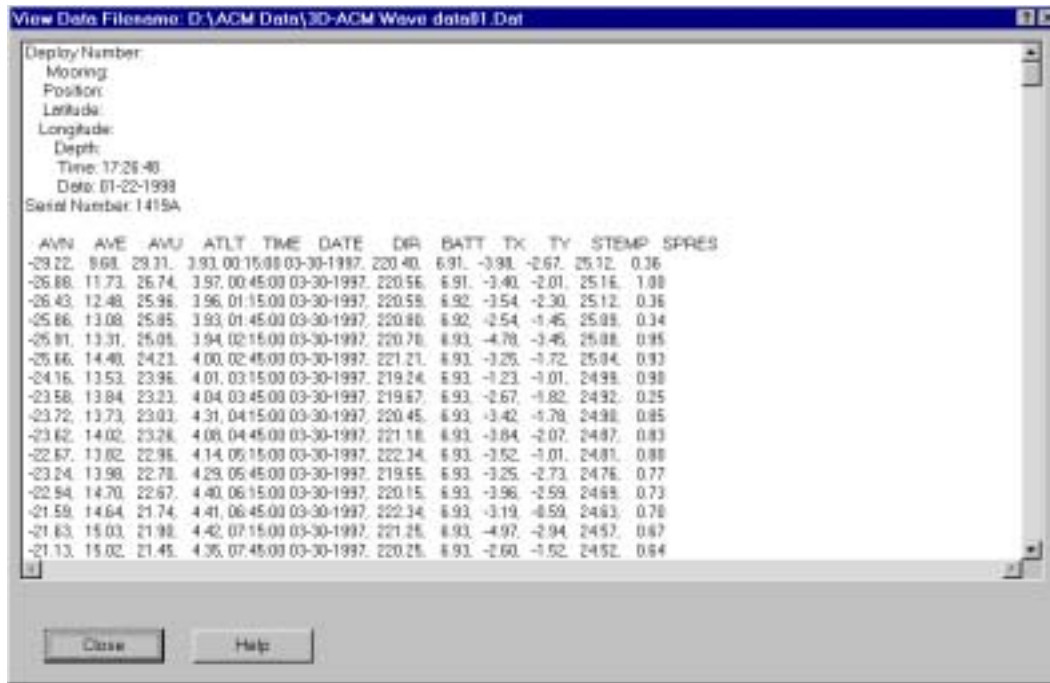 View Data Filename: D:\ACM Data\3D-ACM Wave data01.Dat
Deploy Number:
Mooring:
Position:
Latitude:
Longitude:
Depth:
Time: 17:26:48
Date: 01-22-1998
Serial Number: 1419A
AVN AVE AVU ATLT TIME DATE DIR BATT TX TY STEMP SPRES
-29.22, 9.68, 29.31, 3.93, 00:15:00 03-30-1997, 220.40, 6.91, -3.98, -2.67, 25.12, 0.36
-26.88, 11.73, 26.74, 3.97, 00:45:00 03-30-1997, 220.56, 6.91, -3.40, -2.01, 25.16, 1.00
-26.43, 12.48, 25.96, 3.96, 01:15:00 03-30-1997, 220.59, 6.92, -3.54, -2.30, 25.12, 0.36
-25.86, 13.08, 25.85, 3.93, 01:45:00 03-30-1997, 220.80, 6.92, -2.54, -1.45, 25.09, 0.34
-25.91, 13.31, 25.05, 3.94, 02:15:00 03-30-1997, 220.70, 6.93, -4.78, -3.45, 25.08, 0.95
-25.66, 14.48, 24.23, 4.00, 02:45:00 03-30-1997, 221.21, 6.93, -3.25, -1.72, 25.04, 0.93
-24.16, 13.53, 23.96, 4.01, 03:15:00 03-30-1997, 219.24, 6.93, -1.23, -1.01, 24.99, 0.90
-23.58, 13.84, 23.23, 4.04, 03:45:00 03-30-1997, 219.67, 6.93, -2.67, -1.82, 24.92, 0.25
-23.72, 13.73, 23.03, 4.31, 04:15:00 03-30-1997, 220.45, 6.93, -3.42, -1.78, 24.90, 0.85
-23.62, 14.02, 23.26, 4.08, 04:45:00 03-30-1997, 221.18, 6.93, -3.84, -2.07, 24.87, 0.83
-22.67, 13.82, 22.96, 4.14, 05:15:00 03-30-1997, 222.34, 6.93, -3.52, -1.01, 24.81, 0.80
-23.24, 13.98, 22.70, 4.29, 05:45:00 03-30-1997, 219.55, 6.93, -3.25, -2.73, 24.76, 0.77
-22.94, 14.70, 22.67, 4.40, 06:15:00 03-30-1997, 220.15, 6.93, -3.96, -2.59, 24.69, 0.73
-21.59, 14.64, 21.74, 4.41, 06:45:00 03-30-1997, 222.34, 6.93, -3.19, -0.59, 24.63, 0.70
-21.63, 15.03, 21.90, 4.42, 07:15:00 03-30-1997, 221.25, 6.93, -4.97, -2.94, 24.57, 0.67
-21.13, 15.02, 21.45, 4.35, 07:45:00 03-30-1997, 220.25, 6.93, -2.60, -1.52, 24.52, 0.64
Close Help